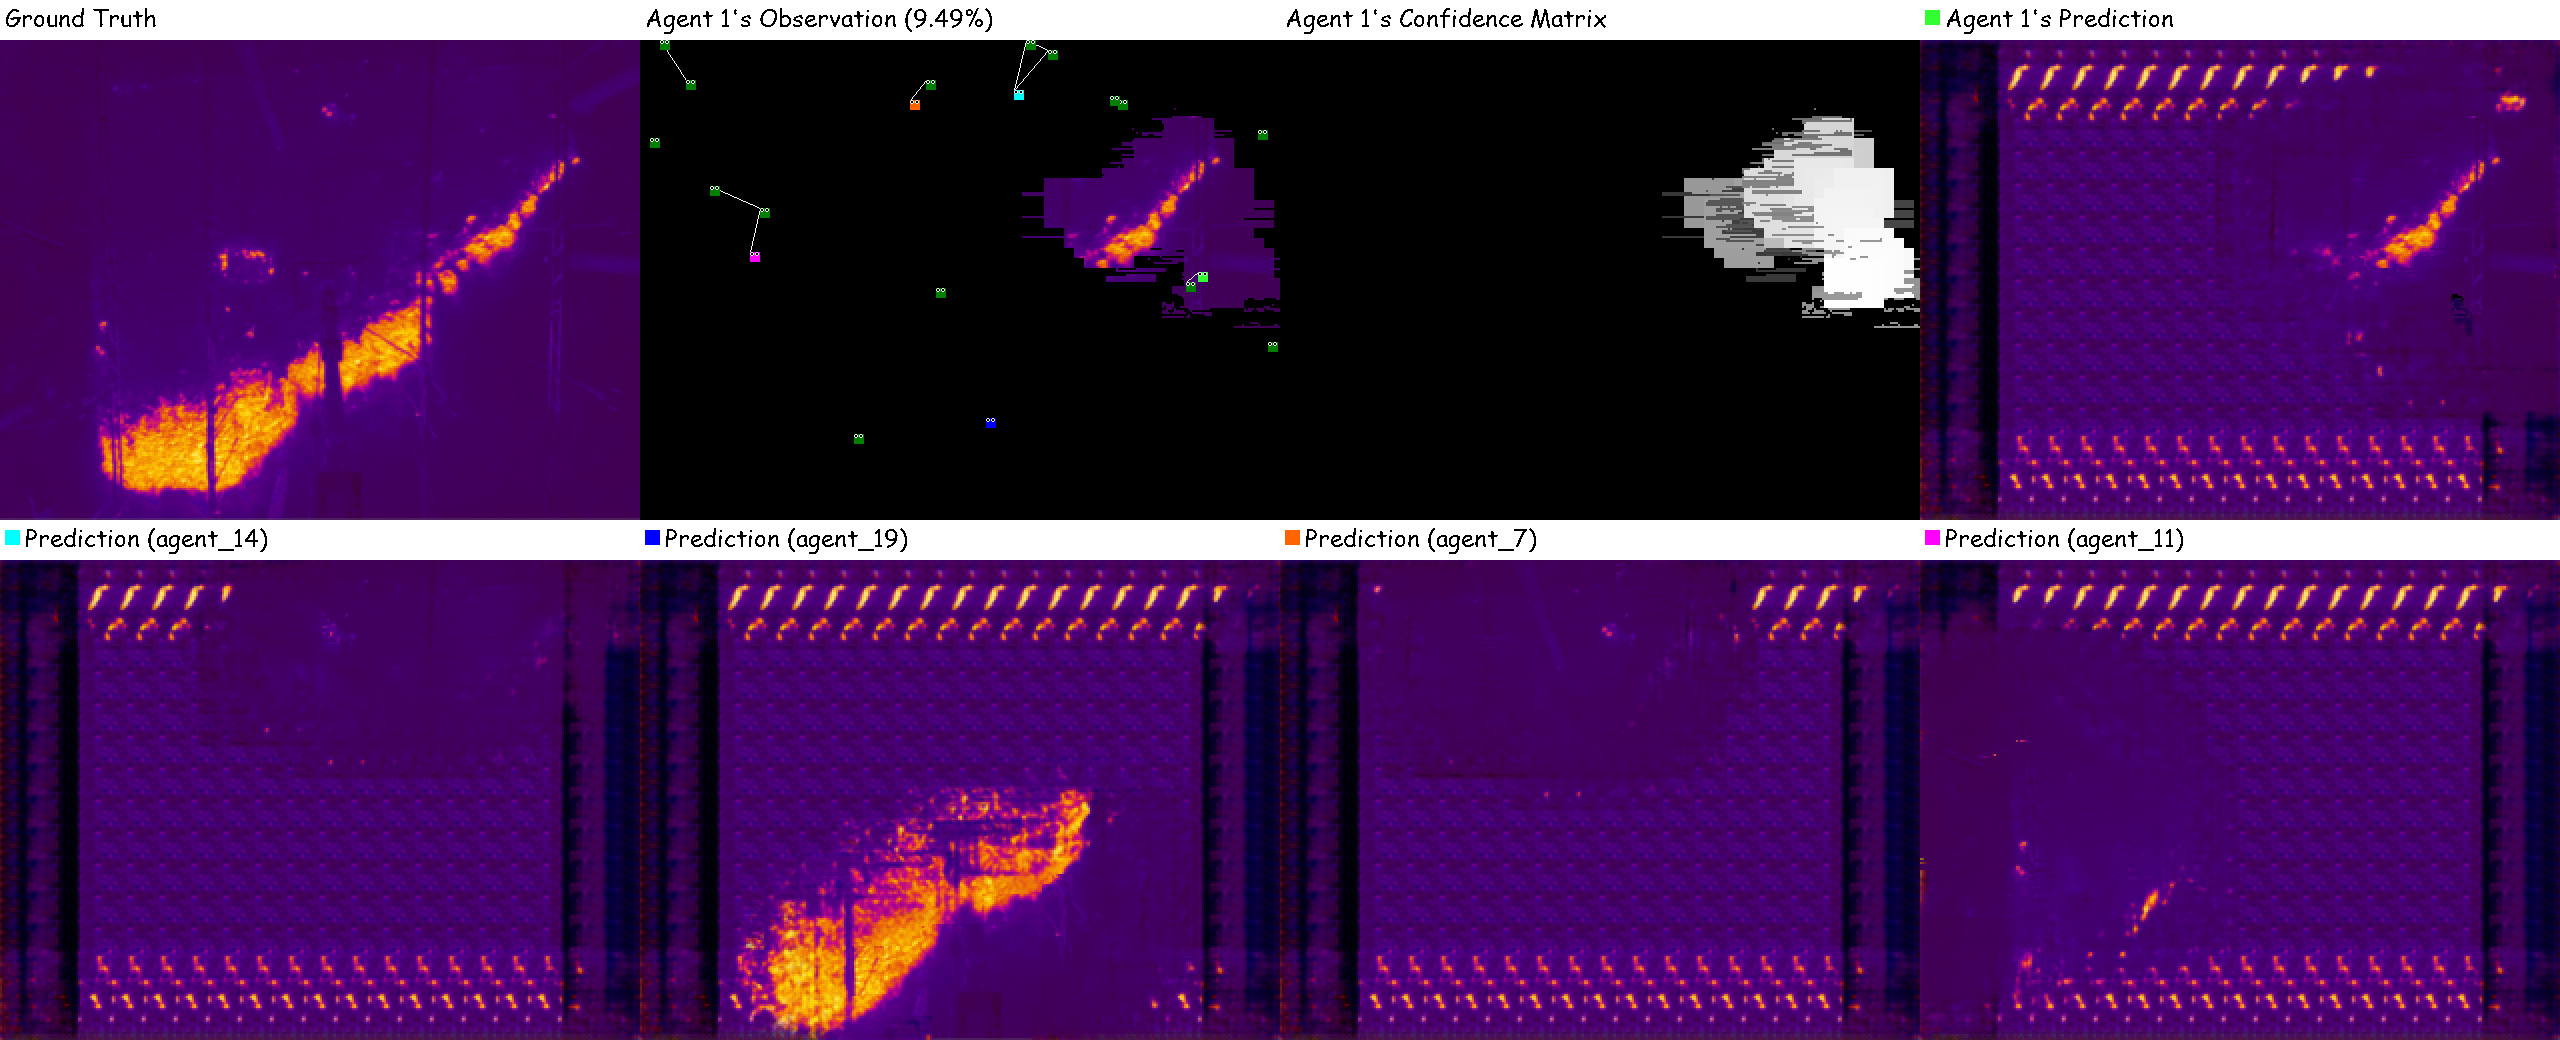 Ground Truth
Agent 1's Observation (9.49%)
Agent 1's Confidence Matrix
Agent 1's Prediction
Prediction (agent_14)
Prediction (agent_19)
Prediction (agent_7)
Prediction (agent_11)